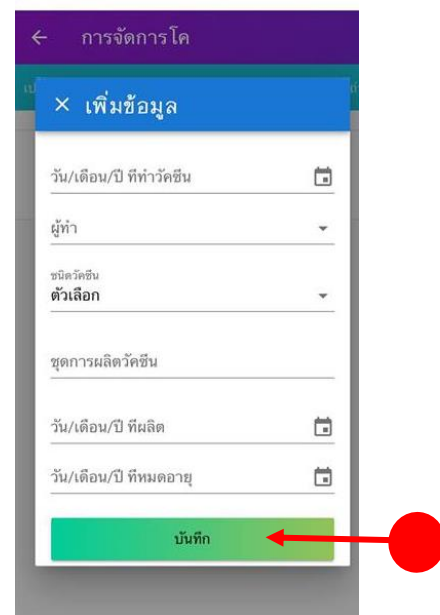 การจัดการโค
เพิ่มข้อมูล
วัน/เดือน/ปี ทีทำวัคซีน
ผู้ทำ
ชนิดวัคซีน
ตัวเลือก
ชุดการผลิตวัคซีน
วัน/เดือน/ปี ทีผลิต
วัน/เดือน/ปี ทีหมดอายุ
บันทึก